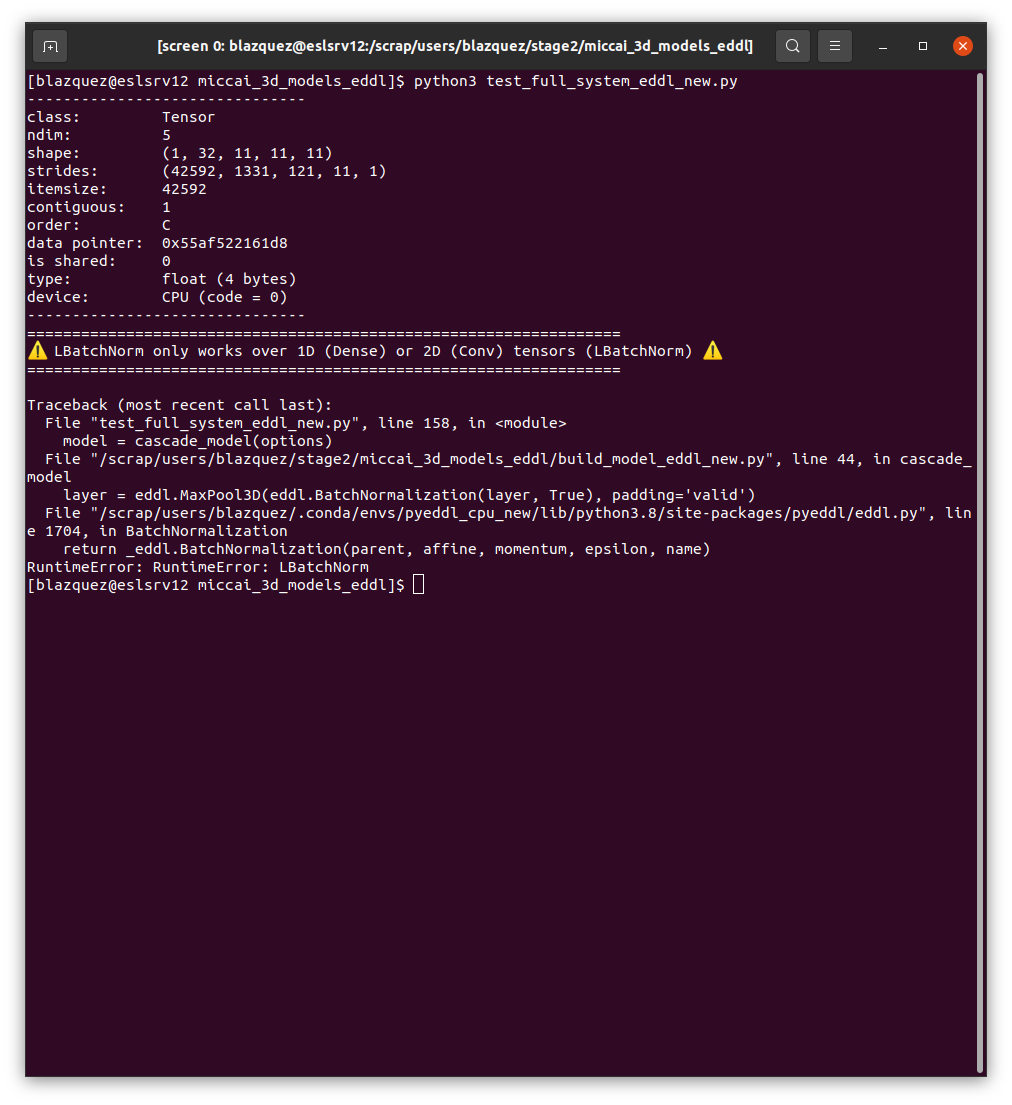 [screen 0: blazquez@eslsrv12:/scrap/users/blazquez/stage2/miccai_3d_models_eddl]
[blazquez@eslsrv12 miccai_3d_models_eddl]$ python3 test_full_system_eddl_new.py
-------------------------------
class:         Tensor
ndim:          5
shape:         (1, 32, 11, 11, 11)
strides:       (42592, 1331, 121, 11, 1)
itemsize:      42592
contiguous:    1
order:         C
data pointer:  0x55af522161d8
is shared:     0
type:          float (4 bytes)
device:        CPU (code = 0)
-------------------------------
==================================================================
⚠️ LBatchNorm only works over 1D (Dense) or 2D (Conv) tensors (LBatchNorm) ⚠️
==================================================================
Traceback (most recent call last):
  File "test_full_system_eddl_new.py", line 158, in <module>
    model = cascade_model(options)
  File "/scrap/users/blazquez/stage2/miccai_3d_models_eddl/build_model_eddl_new.py", line 44, in cascade_
model
    layer = eddl.MaxPool3D(eddl.BatchNormalization(layer, True), padding='valid')
  File "/scrap/users/blazquez/.conda/envs/pyeddl_cpu_new/lib/python3.8/site-packages/pyeddl/eddl.py", lin
e 1704, in BatchNormalization
    return _eddl.BatchNormalization(parent, affine, momentum, epsilon, name)
RuntimeError: RuntimeError: LBatchNorm
[blazquez@eslsrv12 miccai_3d_models_eddl]$